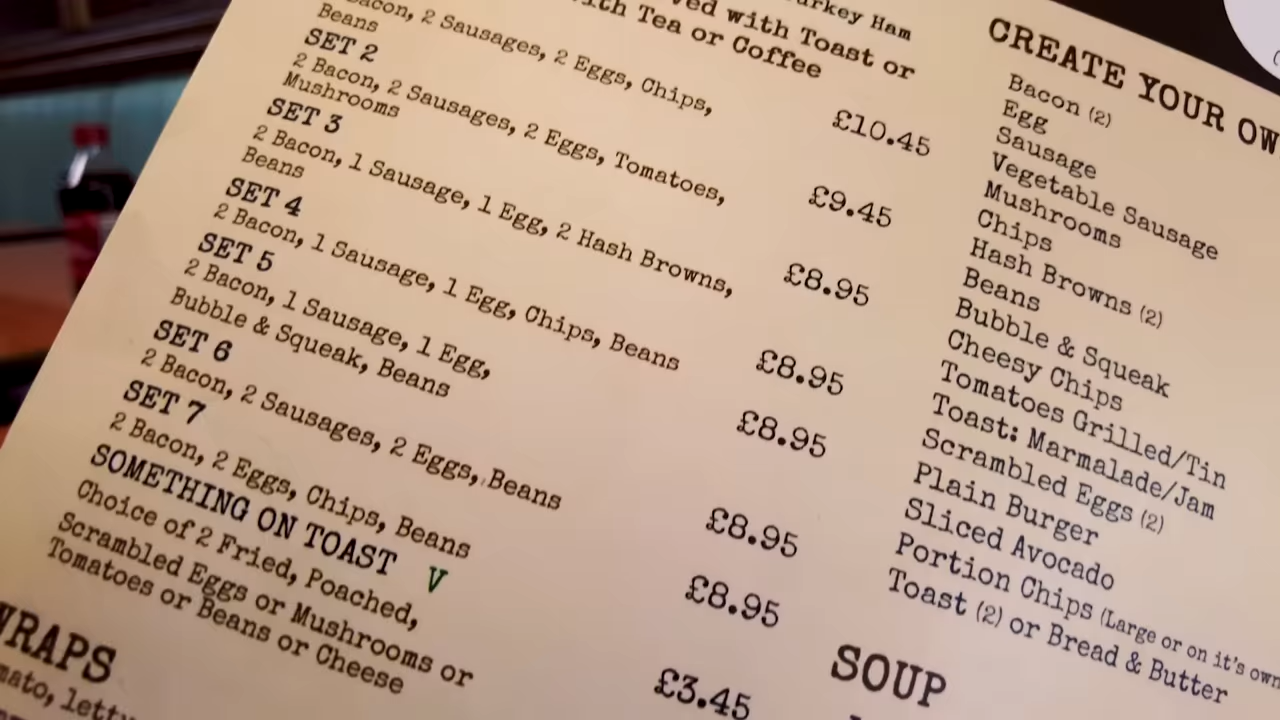 Turkey Ham
with Toast or
with Tea or Coffee
Bacon, 2 Sausages, 2 Eggs, Chips,
Beans
£10.45
SET 2
2 Bacon, 2 Sausages, 2 Eggs, Tomatoes,
Mushrooms
£9.45
SET 3
2 Bacon, 1 Sausage, 1 Egg, 2 Hash Browns,
Beans
£8.95
SET 4
2 Bacon, 1 Sausage, 1 Egg, Chips, Beans
£8.95
SET 5
2 Bacon, 1 Sausage, 1 Egg,
Bubble & Squeak, Beans
£8.95
SET 6
2 Bacon, 2 Sausages, 2 Eggs, Beans
£8.95
SET 7
2 Bacon, 2 Eggs, Chips, Beans
£8.95
SOMETHING ON TOAST V
Choice of 2 Fried, Poached,
Scrambled Eggs or Mushrooms or
Tomatoes or Beans or Cheese
£3.45
WRAPS
CREATE YOUR OW
Bacon (2)
Egg
Sausage
Vegetable Sausage
Mushrooms
Chips
Hash Browns (2)
Beans
Bubble & Squeak
Cheesy Chips
Tomatoes Grilled/Tin
Toast: Marmalade/Jam
Scrambled Eggs (2)
Plain Burger
Sliced Avocado
Portion Chips (Large or on it's own
Toast (2) or Bread & Butter
SOUP